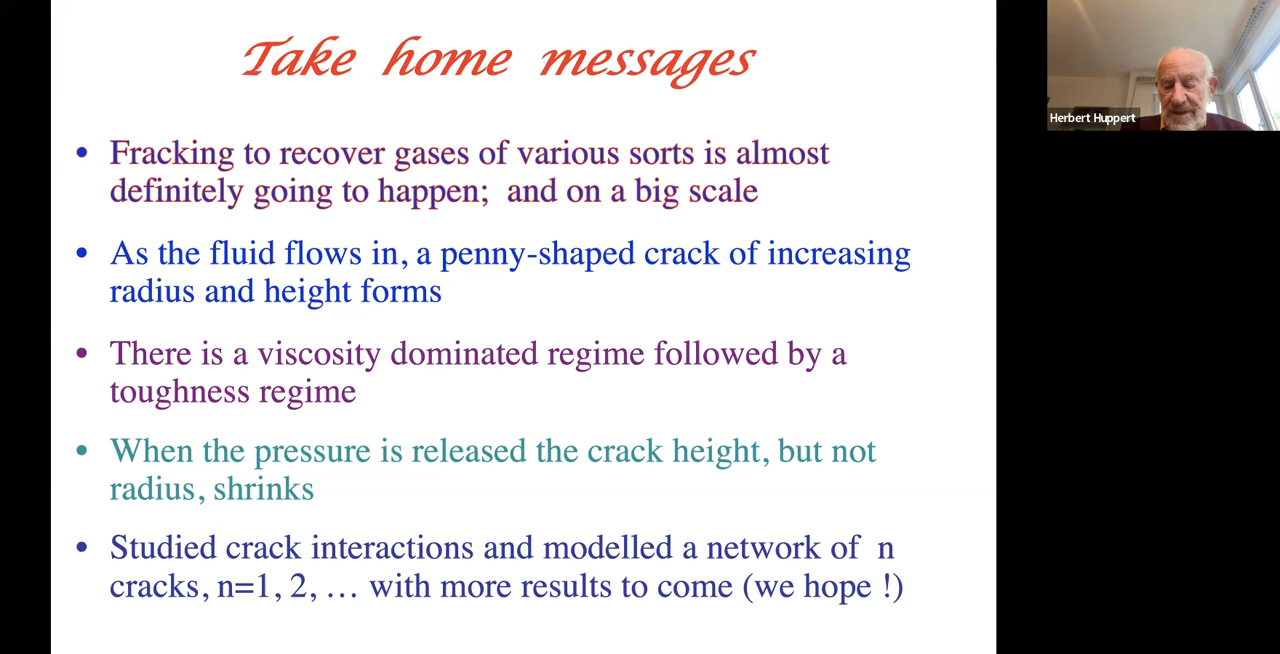 Take home messages
• Fracking to recover gases of various sorts is almost
definitely going to happen; and on a big scale
• As the fluid flows in, a penny-shaped crack of increasing
radius and height forms
• There is a viscosity dominated regime followed by a
toughness regime
• When the pressure is released the crack height, but not
radius, shrinks
• Studied crack interactions and modelled a network of n
cracks, n=1, 2, … with more results to come (we hope !)
Herbert Huppert